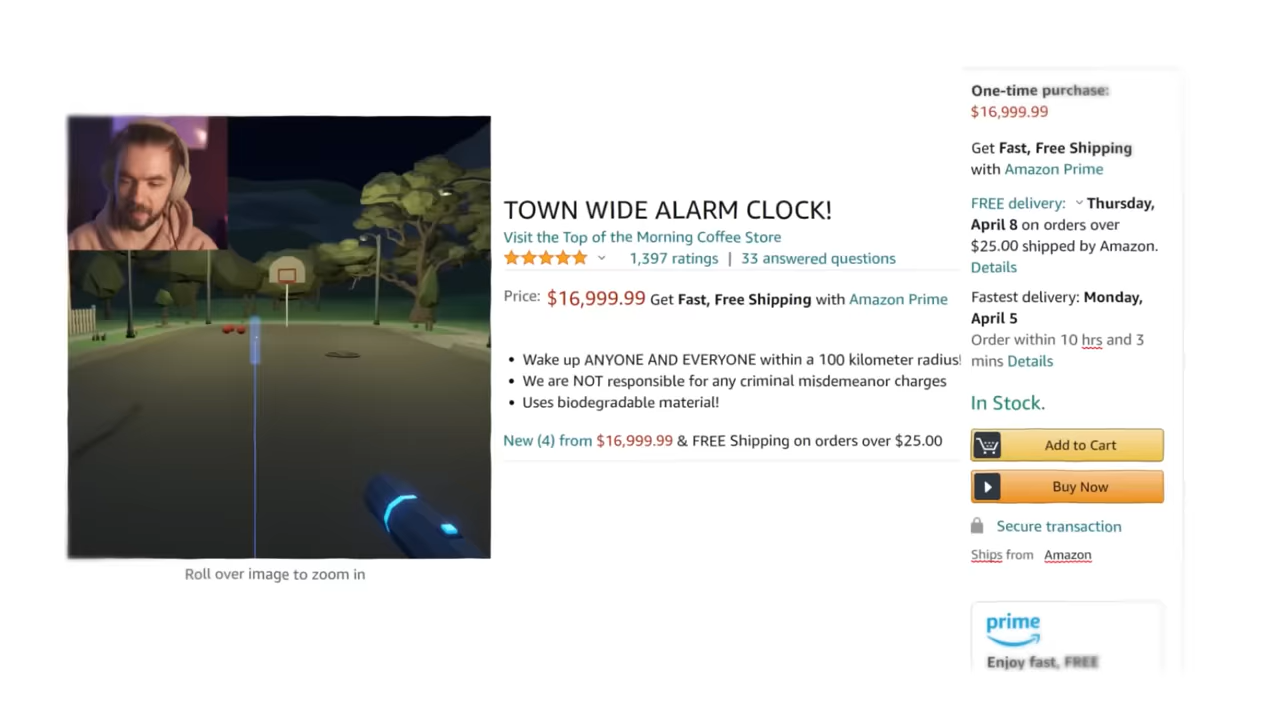 TOWN WIDE ALARM CLOCK!
Visit the Top of the Morning Coffee Store
1,397 ratings | 33 answered questions
Price: $16,999.99 Get Fast, Free Shipping with Amazon Prime
• Wake up ANYONE AND EVERYONE within a 100 kilometer radius!
• We are NOT responsible for any criminal misdemeanor charges
• Uses biodegradable material!
New (4) from $16,999.99 & FREE Shipping on orders over $25.00
Roll over image to zoom in
One-time purchase:
$16,999.99
Get Fast, Free Shipping
with Amazon Prime
FREE delivery: Thursday,
April 8 on orders over
$25.00 shipped by Amazon.
Details
Fastest delivery: Monday,
April 5
Order within 10 hrs and 3
mins Details
In Stock.
Add to Cart
Buy Now
Secure transaction
Ships from Amazon
prime
Enjoy fast, FREE